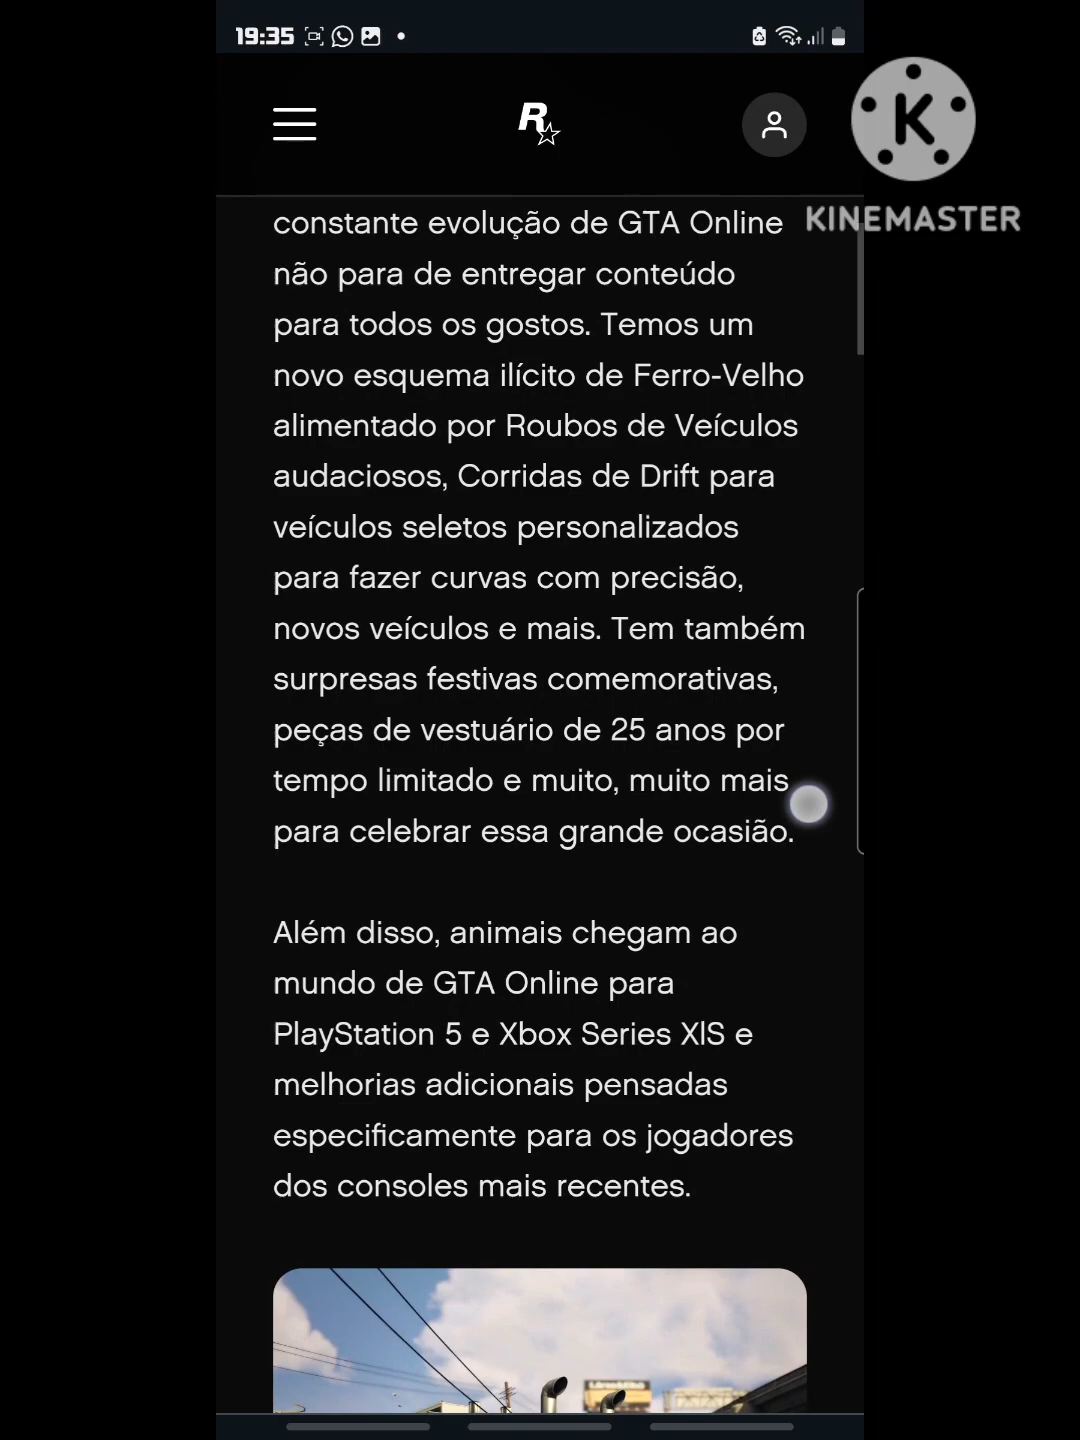 19:35
R
K
KINEMASTER
constante evolução de GTA Online
não para de entregar conteúdo
para todos os gostos. Temos um
novo esquema ilícito de Ferro-Velho
alimentado por Roubos de Veículos
audaciosos, Corridas de Drift para
veículos seletos personalizados
para fazer curvas com precisão,
novos veículos e mais. Tem também
surpresas festivas comemorativas,
peças de vestuário de 25 anos por
tempo limitado e muito, muito mais
para celebrar essa grande ocasião.
Além disso, animais chegam ao
mundo de GTA Online para
PlayStation 5 e Xbox Series X|S e
melhorias adicionais pensadas
especificamente para os jogadores
dos consoles mais recentes.